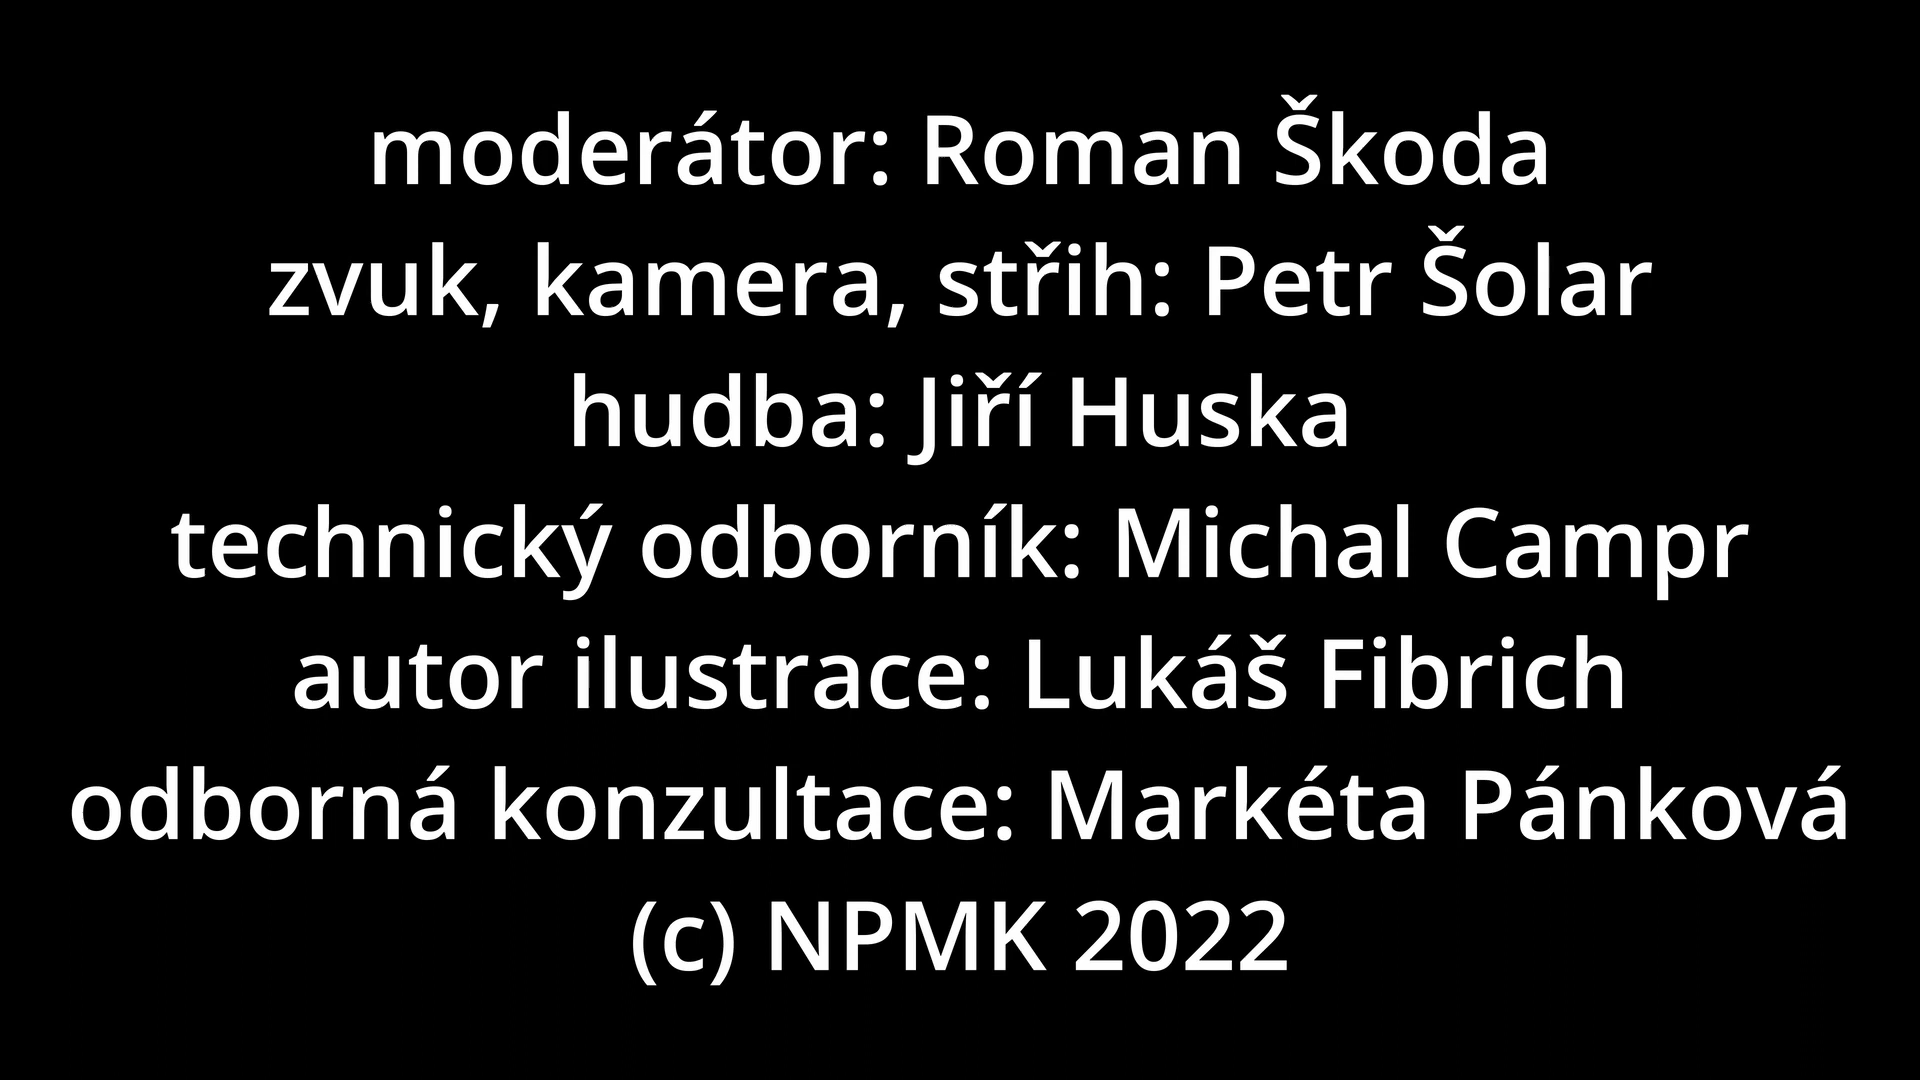 moderátor: Roman Škoda
zvuk, kamera, střih: Petr Šolar
hudba: Jiří Huska
technický odborník: Michal Campr
autor ilustrace: Lukáš Fibrich
odborná konzultace: Markéta Pánková
(c) NPMK 2022